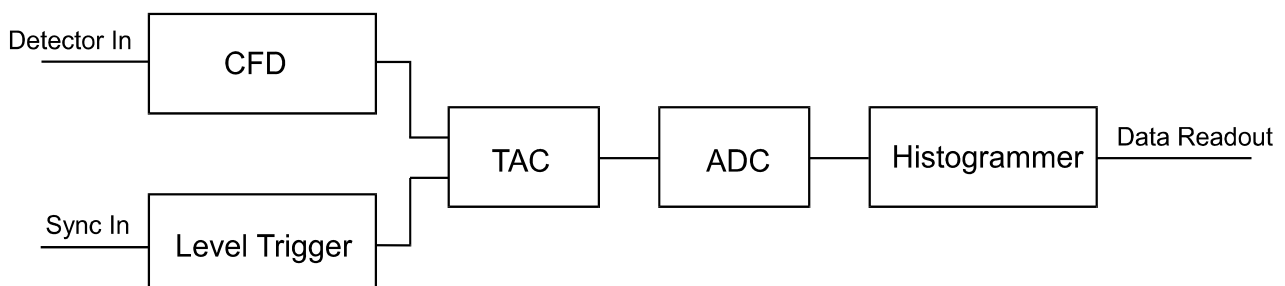 Detector In
CFD
Sync In
Level Trigger
TAC
ADC
Histogrammer
Data Readout